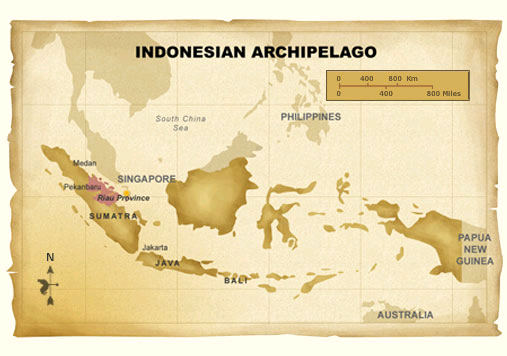 INDONESIAN ARCHIPELAGO
0 400 800 Km
0 400 800 Miles
South China
Sea
PHILIPPINES
Medan
SINGAPORE
Pekanbaru
Riau Province
SUMATRA
Jakarta
JAVA
BALI
PAPUA
NEW
GUINEA
N
AUSTRALIA